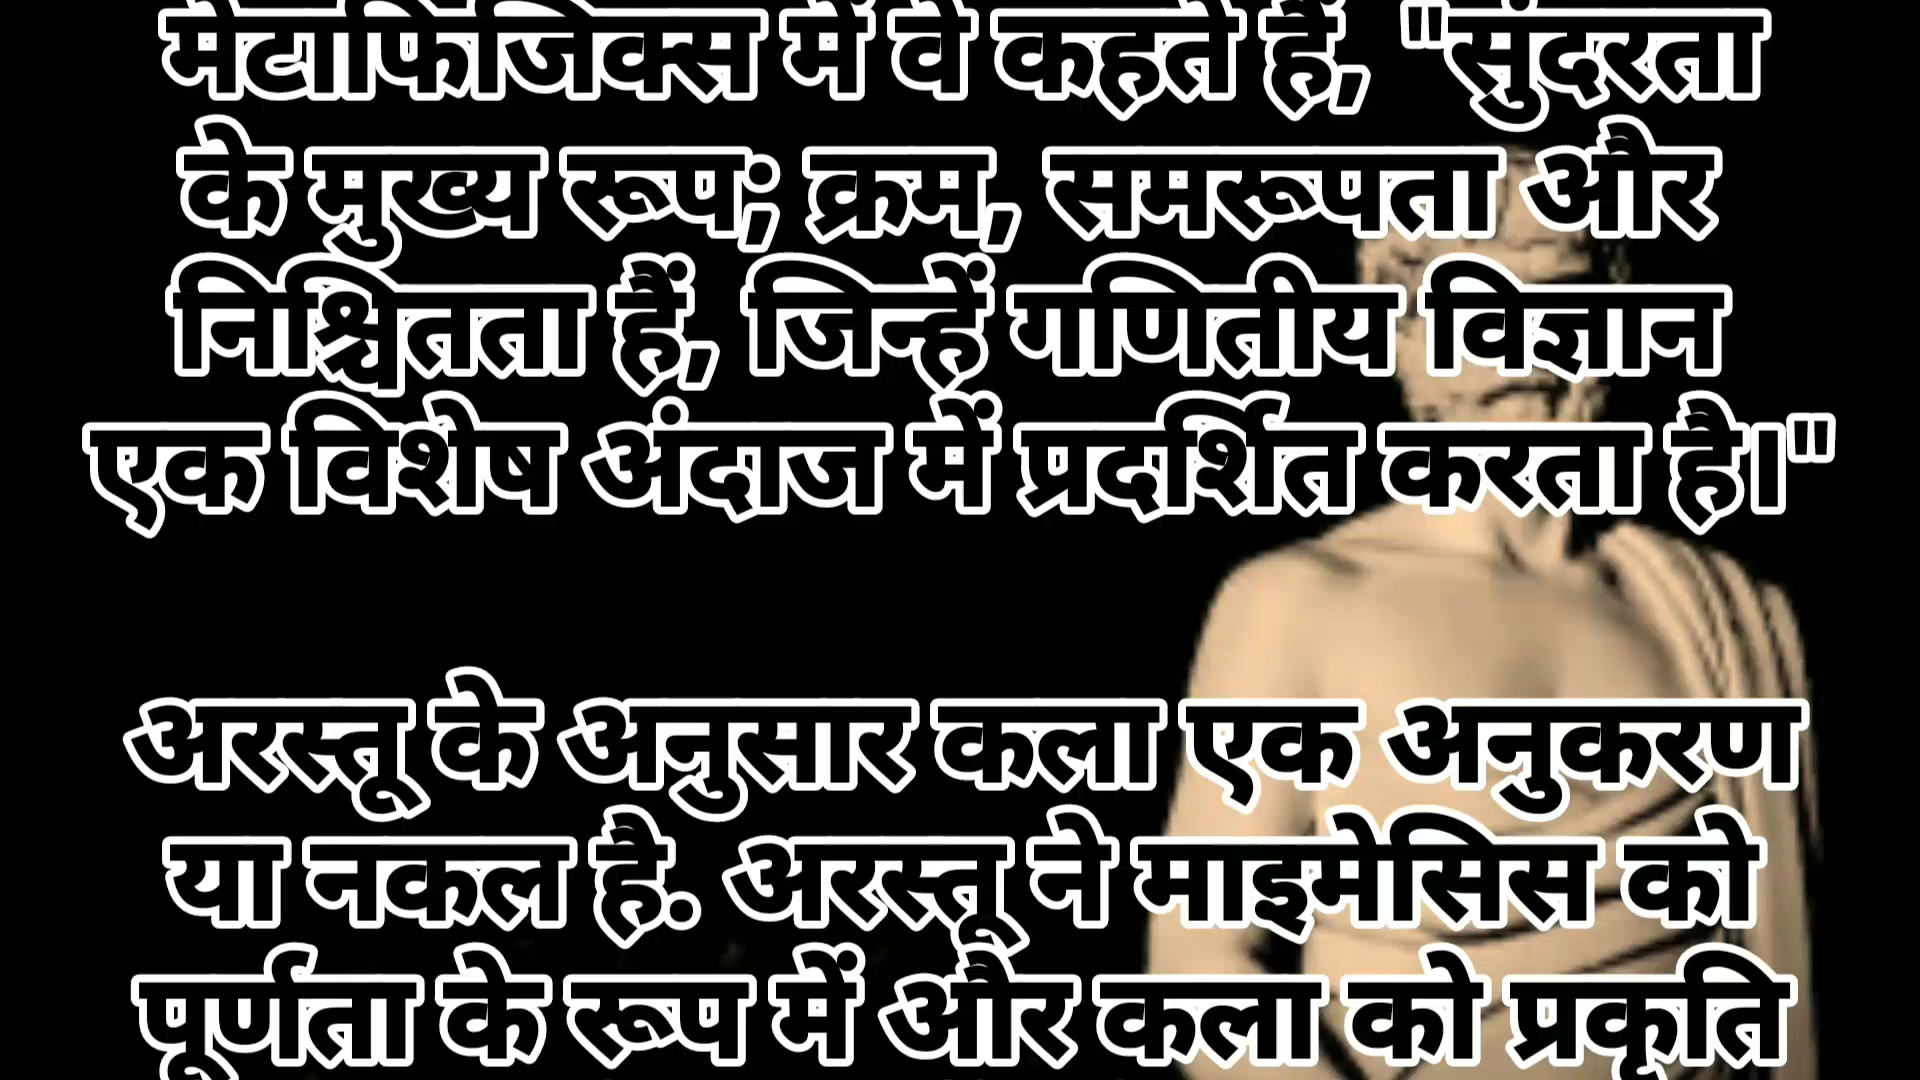 मेटाफिजिक्स में वे कहते हैं, "सुंदरता
के मुख्य रूप; क्रम, समरूपता और
निश्चितता हैं, जिन्हें गणितीय विज्ञान
एक विशेष अंदाज में प्रदर्शित करता है।"
अरस्तू के अनुसार कला एक अनुकरण
या नकल है. अरस्तू ने माइमेसिस को
पूर्णता के रूप में और कला को प्रकृति